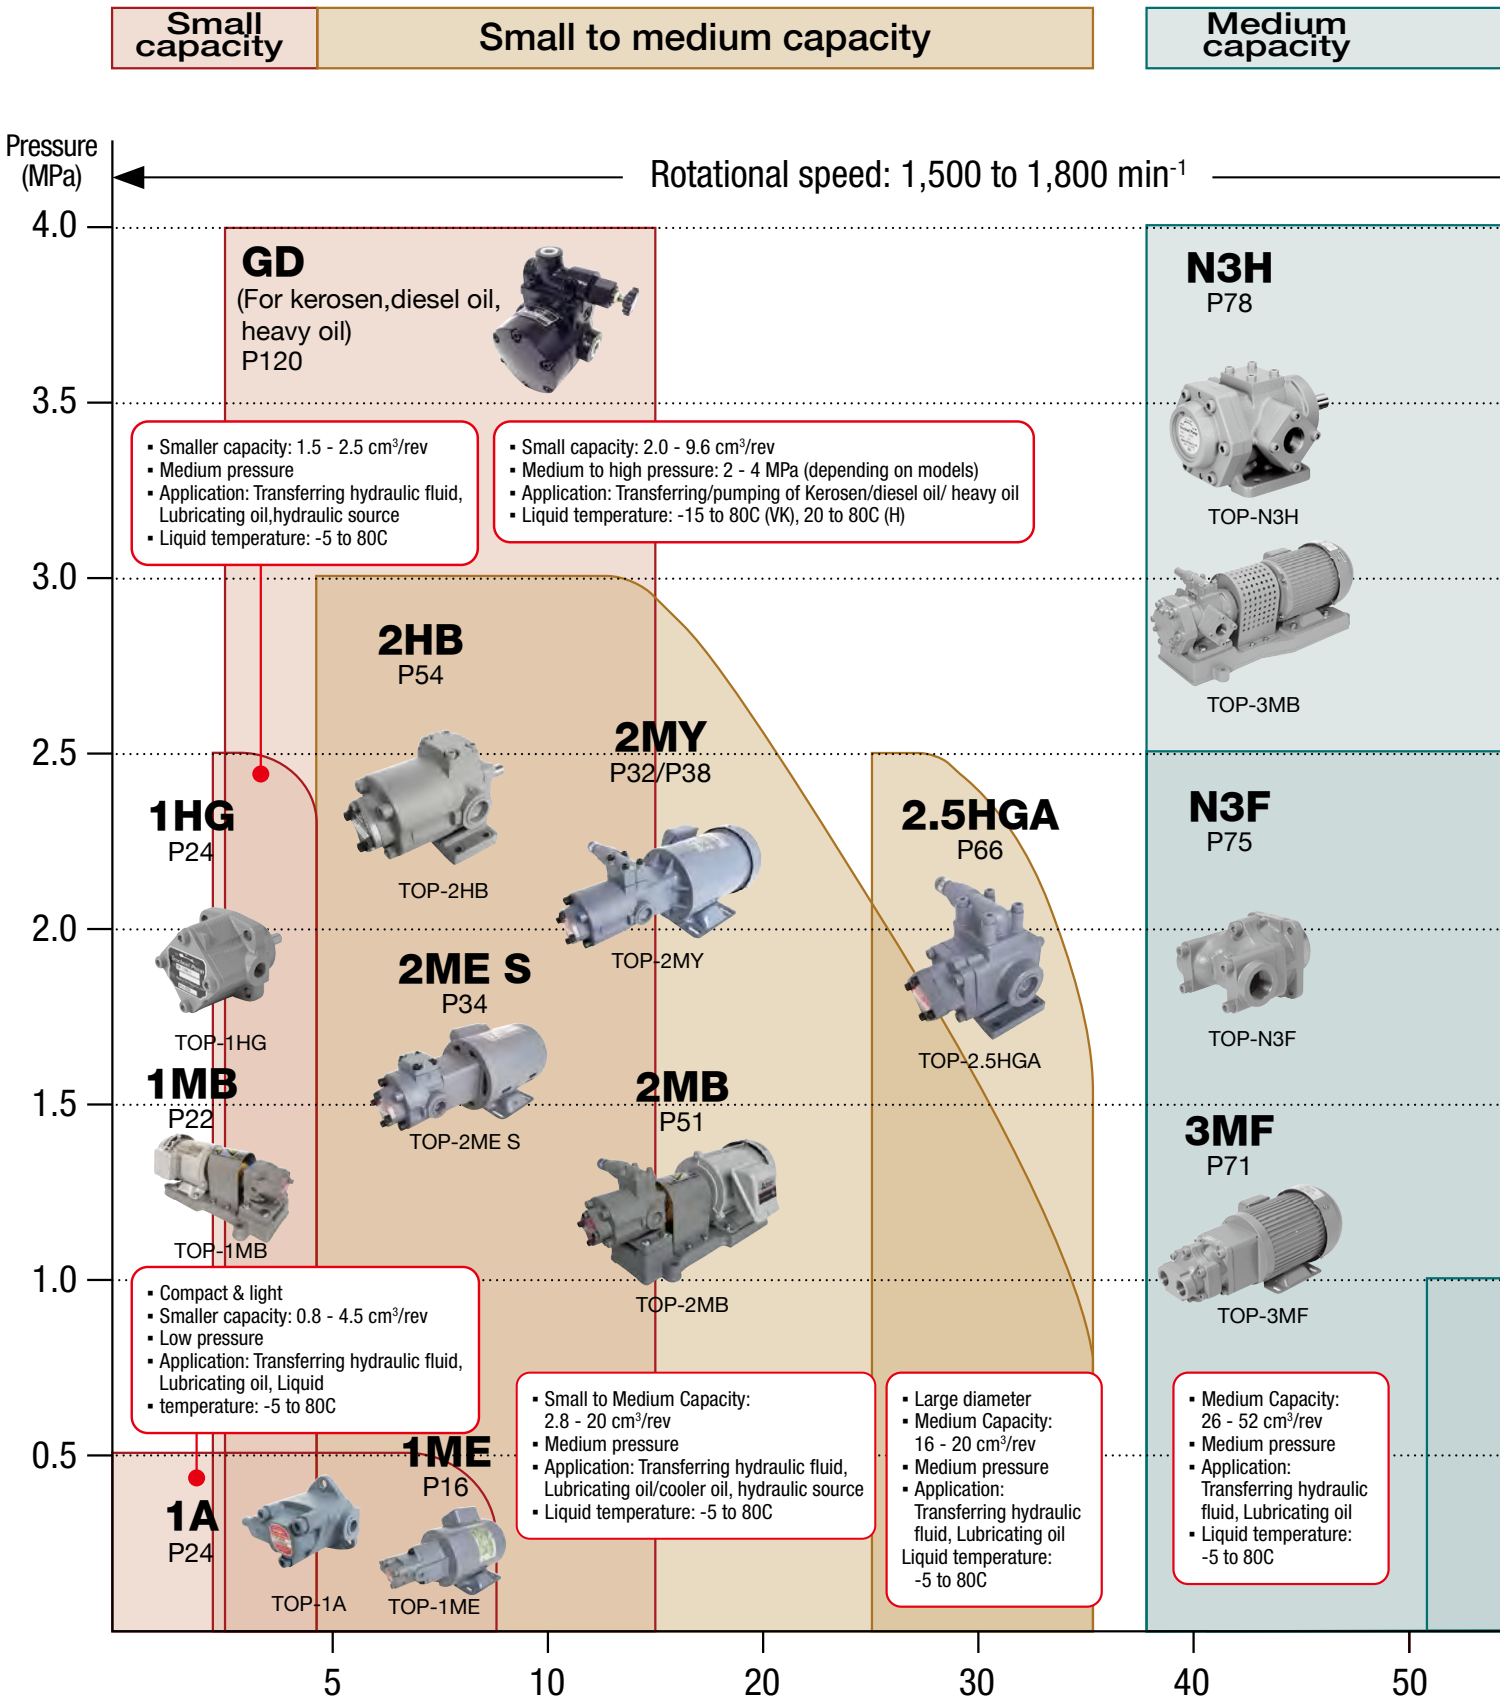 Small
capacity
Small to medium capacity
Medium
capacity
Pressure
(MPa)
Rotational speed: 1,500 to 1,800 min⁻¹
4.0
3.5
3.0
2.5
2.0
1.5
1.0
0.5
GD
(For kerosen,diesel oil,
heavy oil)
P120
▪ Smaller capacity: 1.5 - 2.5 cm³/rev
▪ Medium pressure
▪ Application: Transferring hydraulic fluid,
Lubricating oil,hydraulic source
▪ Liquid temperature: -5 to 80C
▪ Small capacity: 2.0 - 9.6 cm³/rev
▪ Medium to high pressure: 2 - 4 MPa (depending on models)
▪ Application: Transferring/pumping of Kerosen/diesel oil/ heavy oil
▪ Liquid temperature: -15 to 80C (VK), 20 to 80C (H)
N3H
P78
TOP-N3H
TOP-3MB
2HB
P54
TOP-2HB
2MY
P32/P38
TOP-2MY
1HG
P24
TOP-1HG
2.5HGA
P66
TOP-2.5HGA
N3F
P75
TOP-N3F
2ME S
P34
TOP-2ME S
1MB
P22
TOP-1MB
2MB
P51
TOP-2MB
3MF
P71
TOP-3MF
▪ Compact & light
▪ Smaller capacity: 0.8 - 4.5 cm³/rev
▪ Low pressure
▪ Application: Transferring hydraulic fluid,
Lubricating oil, Liquid
▪ temperature: -5 to 80C
▪ Small to Medium Capacity:
2.8 - 20 cm³/rev
▪ Medium pressure
▪ Application: Transferring hydraulic fluid,
Lubricating oil/cooler oil, hydraulic source
▪ Liquid temperature: -5 to 80C
▪ Large diameter
▪ Medium Capacity:
16 - 20 cm³/rev
▪ Medium pressure
▪ Application:
Transferring hydraulic
fluid, Lubricating oil
Liquid temperature:
-5 to 80C
▪ Medium Capacity:
26 - 52 cm³/rev
▪ Medium pressure
▪ Application:
Transferring hydraulic
fluid, Lubricating oil
▪ Liquid temperature:
-5 to 80C
1A
P24
TOP-1A
1ME
P16
TOP-1ME
5
10
20
30
40
50